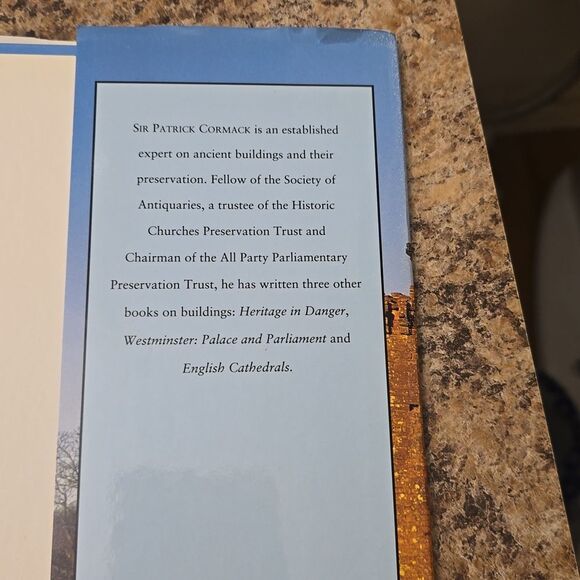 SIR PATRICK CORMACK is an established
expert on ancient buildings and their
preservation. Fellow of the Society of
Antiquaries, a trustee of the Historic
Churches Preservation Trust and
Chairman of the All Party Parliamentary
Preservation Trust, he has written three other
books on buildings: Heritage in Danger,
Westminster: Palace and Parliament and
English Cathedrals.